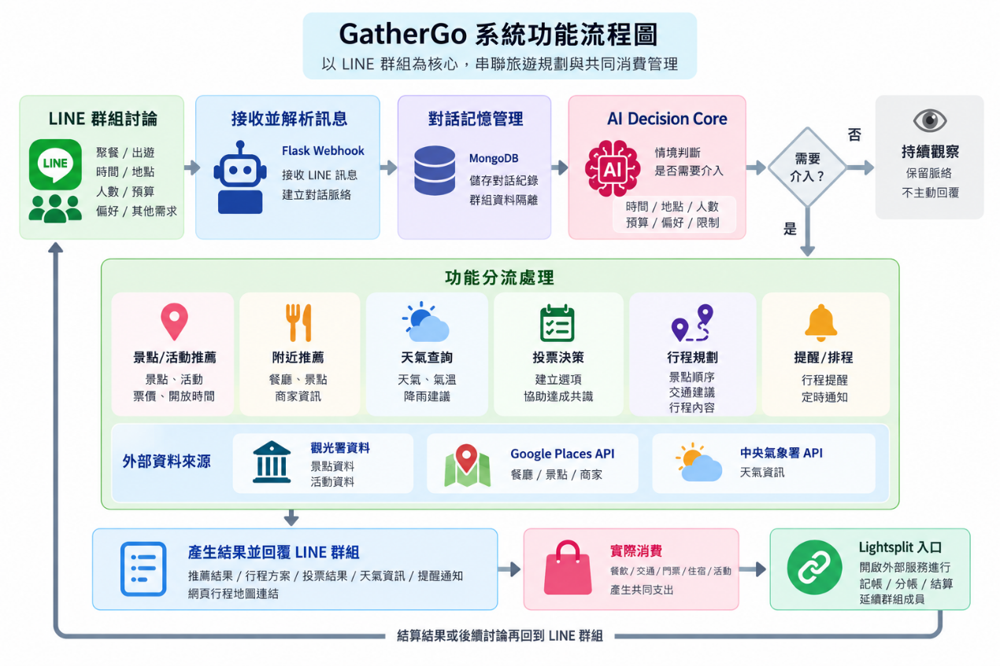 GatherGo 系統功能流程圖
以 LINE 群組為核心，串聯旅遊規劃與共同消費管理
LINE 群組討論
LINE
聚餐 / 出遊
時間 / 地點
人數 / 預算
偏好 / 其他需求
接收並解析訊息
Flask Webhook
接收 LINE 訊息
建立對話脈絡
對話記憶管理
MongoDB
儲存對話紀錄
群組資料隔離
AI Decision Core
AI
情境判斷
是否需要介入
時間 / 地點 / 人數
預算 / 偏好 / 限制
需要
介入？
否
是
持續觀察
保留脈絡
不主動回覆
功能分流處理
景點/活動推薦
景點、活動
票價、開放時間
附近推薦
餐廳、景點
商家資訊
天氣查詢
天氣、氣溫
降雨建議
投票決策
建立選項
協助達成共識
行程規劃
景點順序
交通建議
行程內容
提醒/排程
行程提醒
定時通知
外部資料來源
觀光署資料
景點資料
活動資料
Google Places API
餐廳 / 景點 / 商家
中央氣象署 API
天氣資訊
產生結果並回覆 LINE 群組
推薦結果 / 行程方案 / 投票結果 / 天氣資訊 / 提醒通知
網頁行程地圖連結
實際消費
餐飲 / 交通 / 門票 / 住宿 / 活動
產生共同支出
Lightsplit 入口
開啟外部服務進行
記帳 / 分帳 / 結算
延續群組成員
結算結果或後續討論再回到 LINE 群組